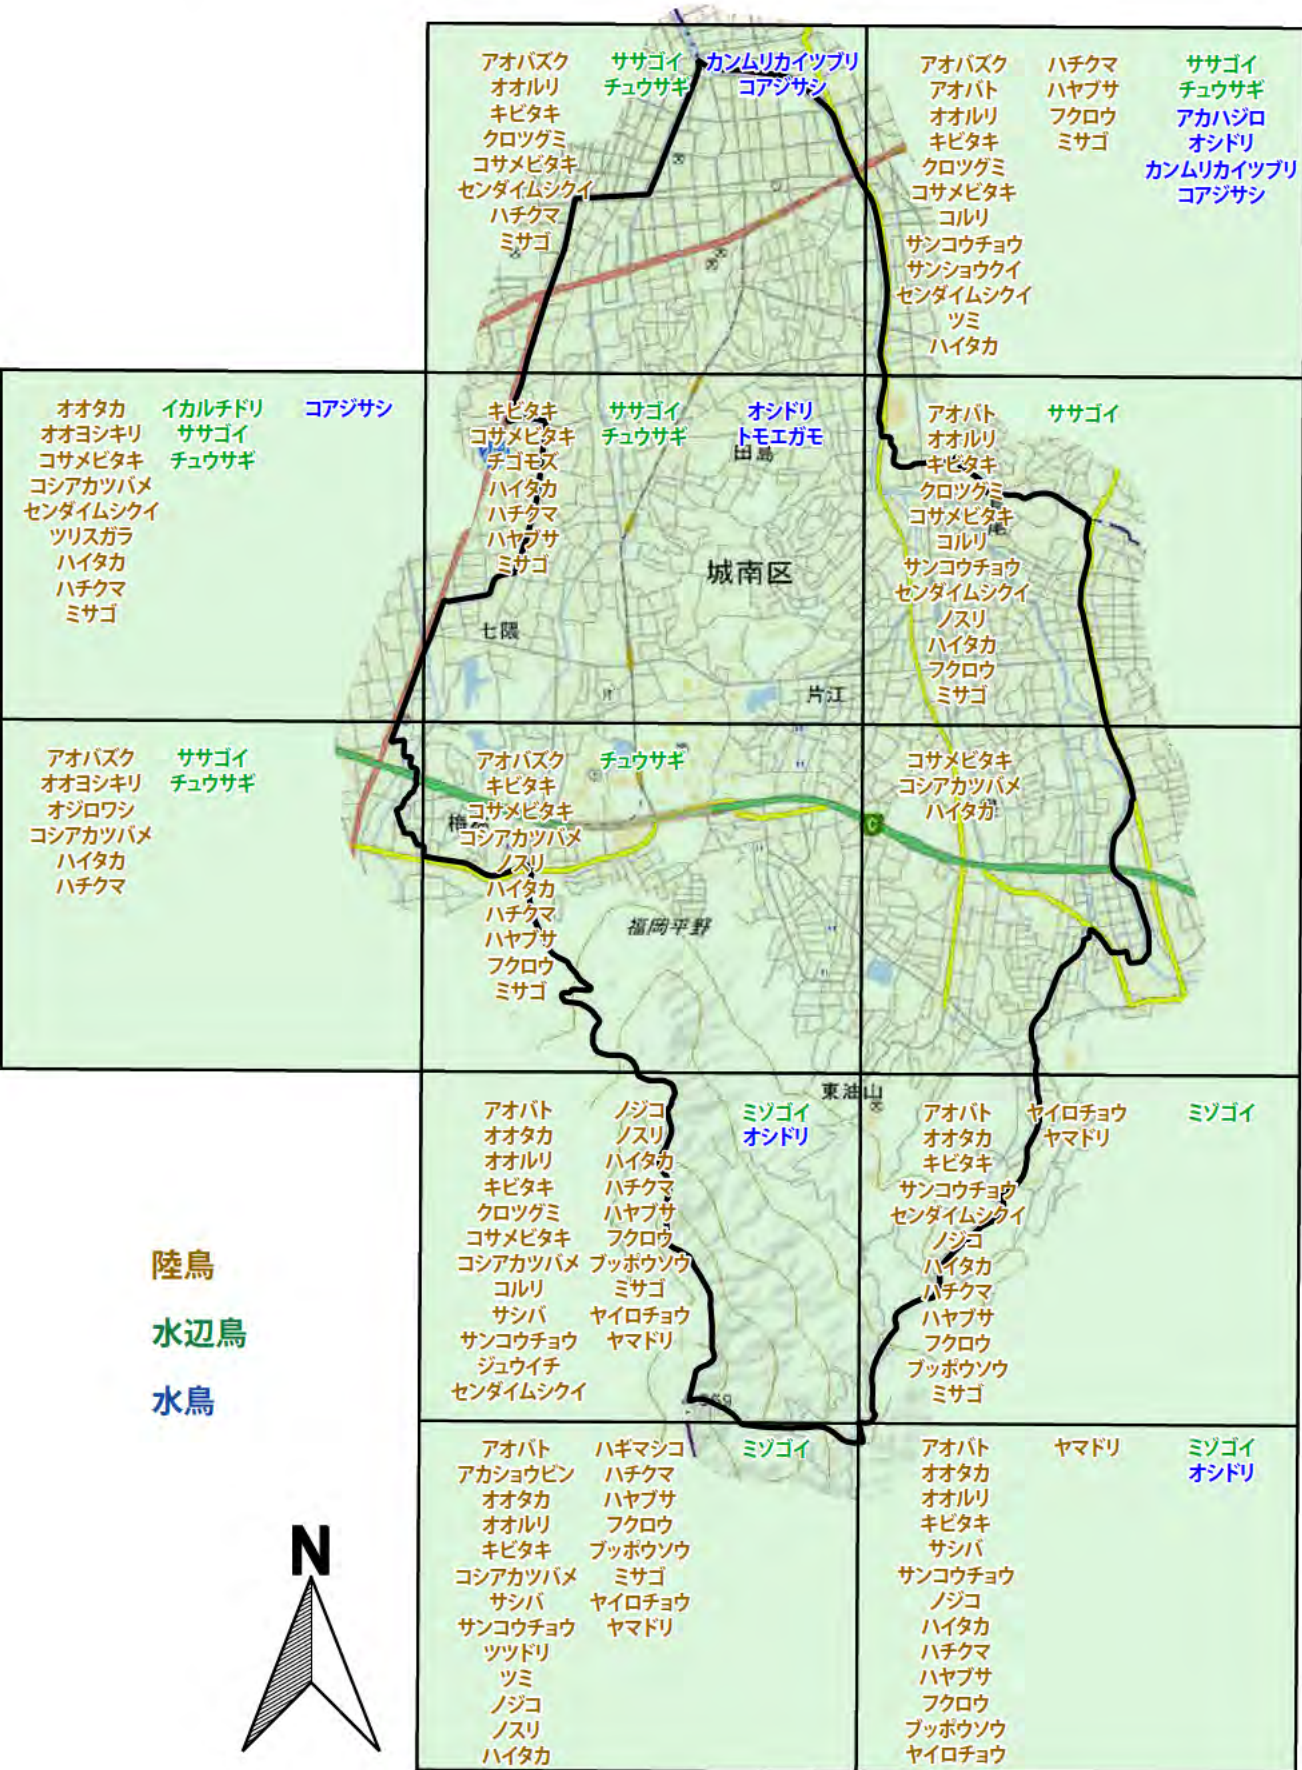 アオバズク
オオルリ
キビタキ
クロツグミ
コサメビタキ
センダイムシクイ
ハチクマ
ミサゴ
ササゴイ
チュウサギ
カンムリカイツブリ
コアジサシ
アオバズク
アオバト
オオルリ
キビタキ
クロツグミ
コサメビタキ
コルリ
サンコウチョウ
サンショウクイ
センダイムシクイ
ツミ
ハイタカ
ハチクマ
ハヤブサ
フクロウ
ミサゴ
ササゴイ
チュウサギ
アカハジロ
オシドリ
カンムリカイツブリ
コアジサシ
オオタカ
オオヨシキリ
コサメビタキ
コシアカツバメ
センダイムシクイ
ツリスガラ
ハイタカ
ハチクマ
ミサゴ
イカルチドリ
ササゴイ
チュウサギ
コアジサシ
キビタキ
コサメビタキ
チゴモズ
ハイタカ
ハチクマ
ハヤブサ
ミサゴ
ササゴイ
チュウサギ
オシドリ
トモエガモ
田島
城南区
七隈
片江
アオバト
オオルリ
キビタキ
クロツグミ
コサメビタキ
コルリ
サンコウチョウ
センダイムシクイ
ノスリ
ハイタカ
フクロウ
ミサゴ
ササゴイ
尾
アオバズク
オオヨシキリ
オジロワシ
コシアカツバメ
ハイタカ
ハチクマ
ササゴイ
チュウサギ
アオバズク
キビタキ
コサメビタキ
コシアカツバメ
ノスリ
ハイタカ
ハチクマ
ハヤブサ
フクロウ
ミサゴ
チュウサギ
梅林
福岡平野
コサメビタキ
コシアカツバメ
ハイタカ
C
東油山
アオバト
オオタカ
オオルリ
キビタキ
クロツグミ
コサメビタキ
コシアカツバメ
コルリ
サシバ
サンコウチョウ
ジュウイチ
センダイムシクイ
ノジコ
ノスリ
ハイタカ
ハチクマ
ハヤブサ
フクロウ
ブッポウソウ
ミサゴ
ヤイロチョウ
ヤマドリ
ミゾゴイ
オシドリ
アオバト
オオタカ
キビタキ
サンコウチョウ
センダイムシクイ
ノジコ
ハイタカ
ハチクマ
ハヤブサ
フクロウ
ブッポウソウ
ミサゴ
ヤイロチョウ
ヤマドリ
ミゾゴイ
陸鳥
水辺鳥
水鳥
アオバト
アカショウビン
オオタカ
オオルリ
キビタキ
コシアカツバメ
サシバ
サンコウチョウ
ツツドリ
ツミ
ノジコ
ノスリ
ハイタカ
ハギマシコ
ハチクマ
ハヤブサ
フクロウ
ブッポウソウ
ミサゴ
ヤイロチョウ
ヤマドリ
ミゾゴイ
アオバト
オオタカ
オオルリ
キビタキ
サシバ
サンコウチョウ
ノジコ
ハイタカ
ハチクマ
ハヤブサ
フクロウ
ブッポウソウ
ヤイロチョウ
ヤマドリ
ミゾゴイ
オシドリ
N